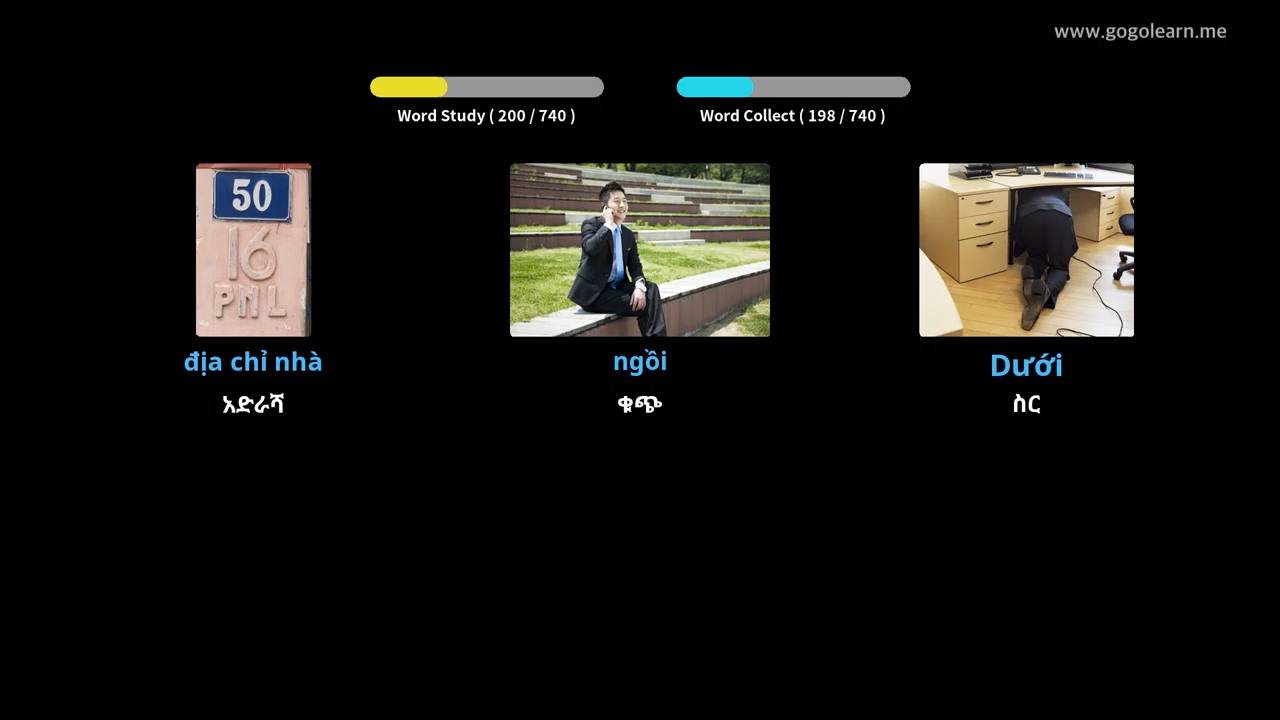 www.gogolearn.me
Word Study ( 200 / 740 )
Word Collect ( 198 / 740 )
50
16
PNL
địa chỉ nhà
ngồi
Dưới
አድራሻ
ቁጭ
ስር